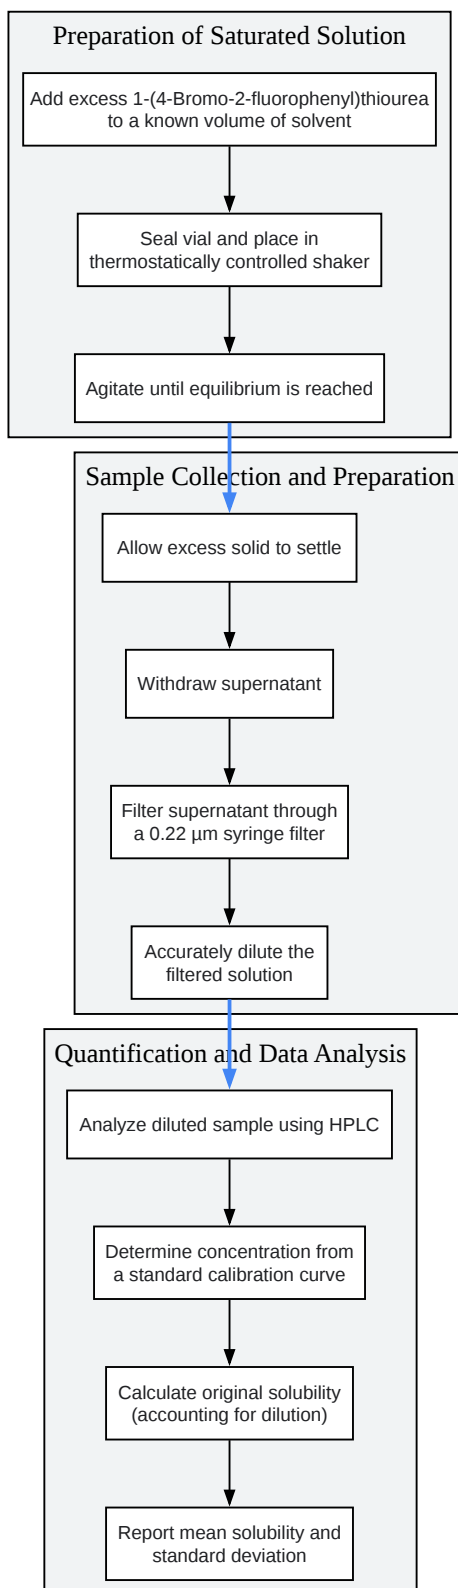 Preparation of Saturated Solution
Add excess 1-(4-Bromo-2-fluorophenyl)thiourea
to a known volume of solvent
Seal vial and place in
thermostatically controlled shaker
Agitate until equilibrium is reached
Sample Collection and Preparation
Allow excess solid to settle
Withdraw supernatant
Filter supernatant through
a 0.22 µm syringe filter
Accurately dilute the
filtered solution
Quantification and Data Analysis
Analyze diluted sample using HPLC
Determine concentration from
a standard calibration curve
Calculate original solubility
(accounting for dilution)
Report mean solubility and
standard deviation